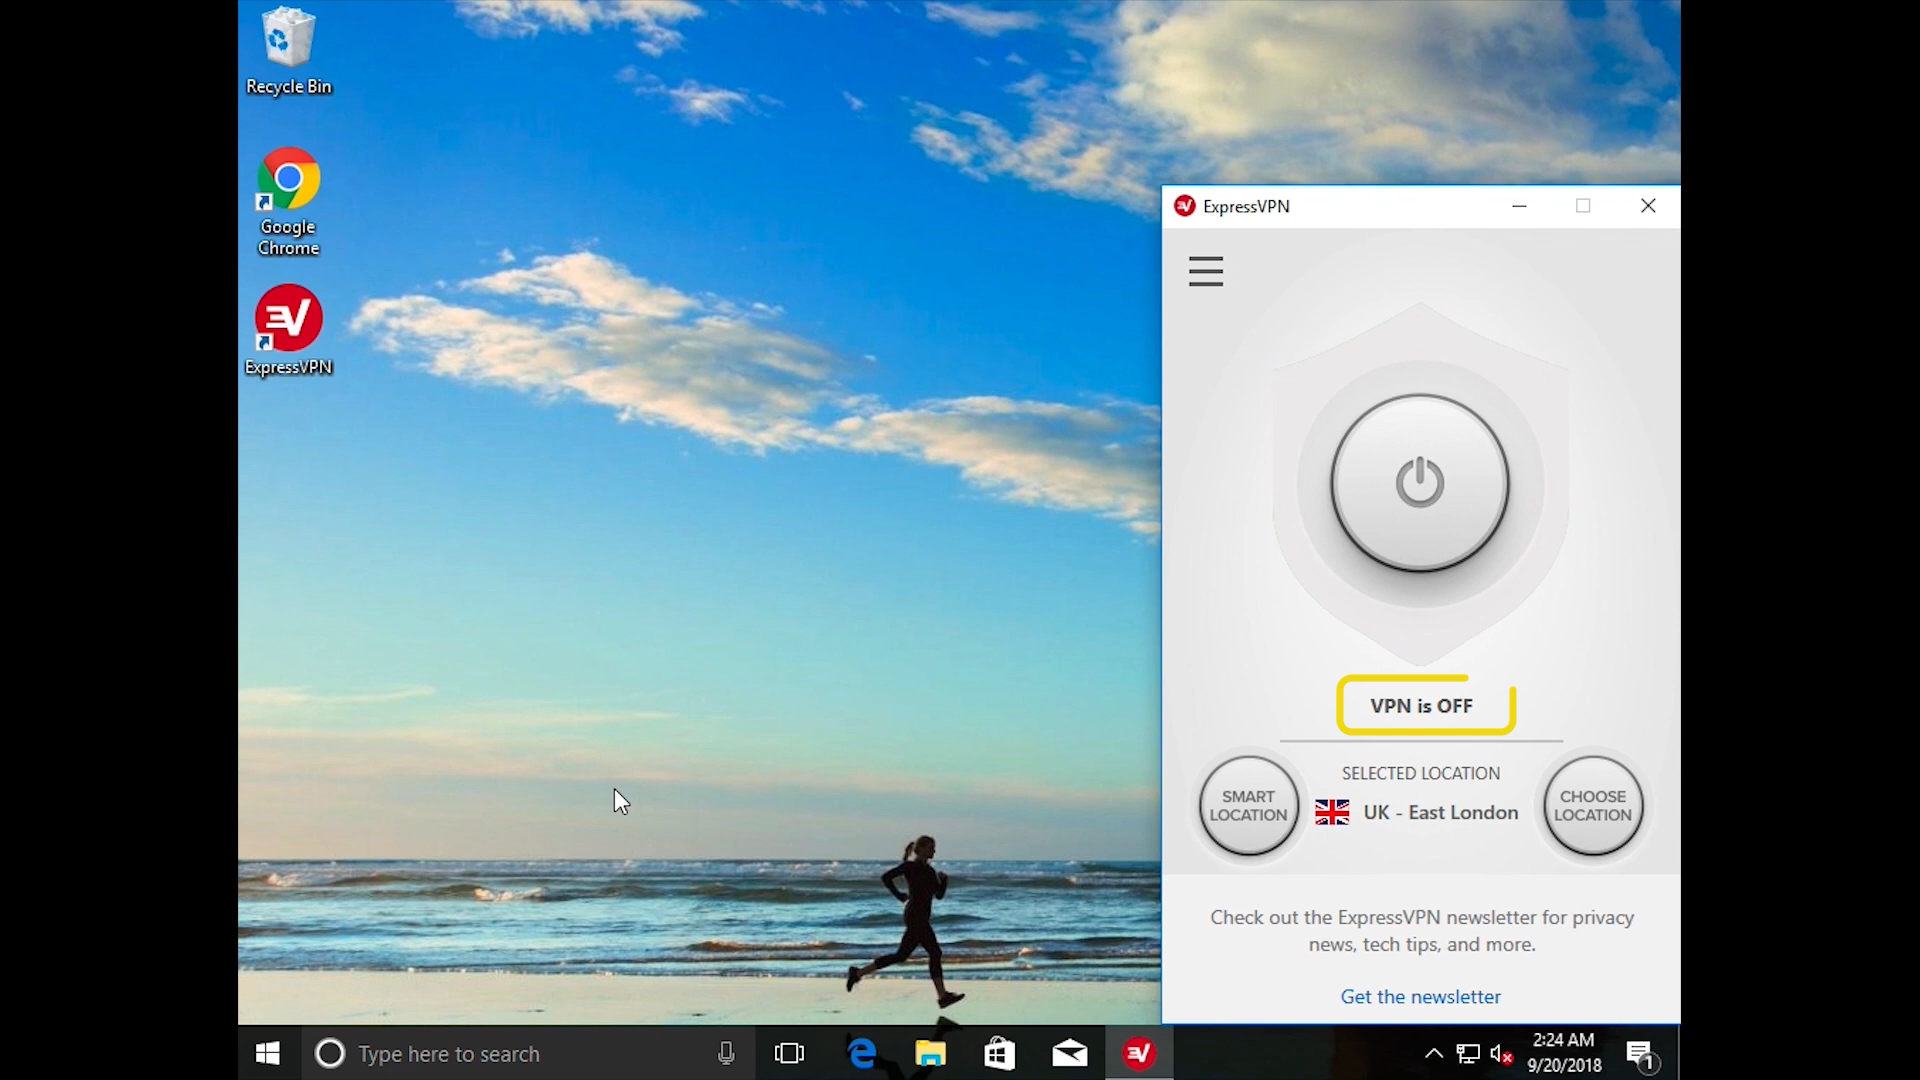 Recycle Bin
Google
Chrome
ExpressVPN
ExpressVPN
VPN is OFF
SMART
LOCATION
SELECTED LOCATION
UK - East London
CHOOSE
LOCATION
Check out the ExpressVPN newsletter for privacy
news, tech tips, and more.
Get the newsletter
Type here to search
2:24 AM
9/20/2018
1